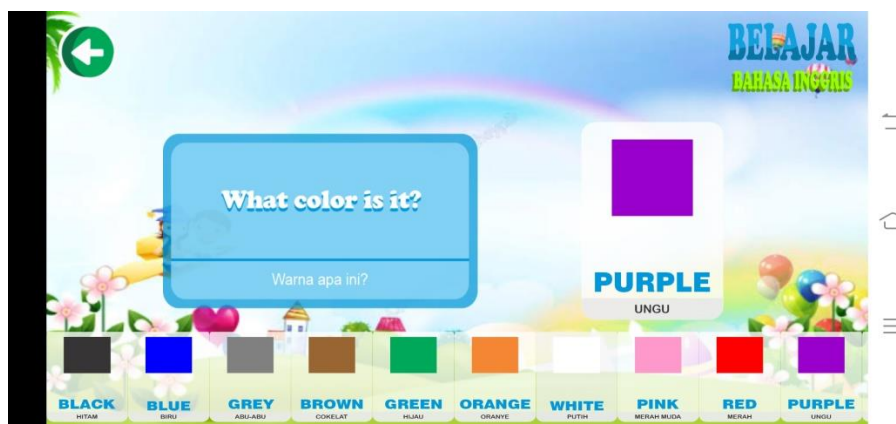 BELAJAR
BAHASA INGGRIS
What color is it?
Warna apa ini?
PURPLE
UNGU
BLACK
HITAM
BLUE
BIRU
GREY
ABU-ABU
BROWN
COKELAT
GREEN
HIJAU
ORANGE
ORANYE
WHITE
PUTIH
PINK
MERAH MUDA
RED
MERAH
PURPLE
UNGU